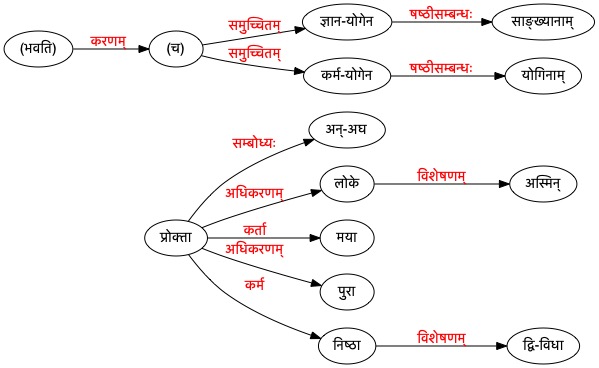 समुच्चितम् ज्ञान-योगेन षष्ठीसम्बन्धः साङ्ख्यानाम्
(भवति) करणम् (च)
समुच्चितम् कर्म-योगेन षष्ठीसम्बन्धः योगिनाम्
सम्बोध्यः अन्-अघ
अधिकरणम् लोके विशेषणम् अस्मिन्
प्रोक्ता कर्ता मया
अधिकरणम् पुरा
कर्म निष्ठा विशेषणम् द्वि-विधा